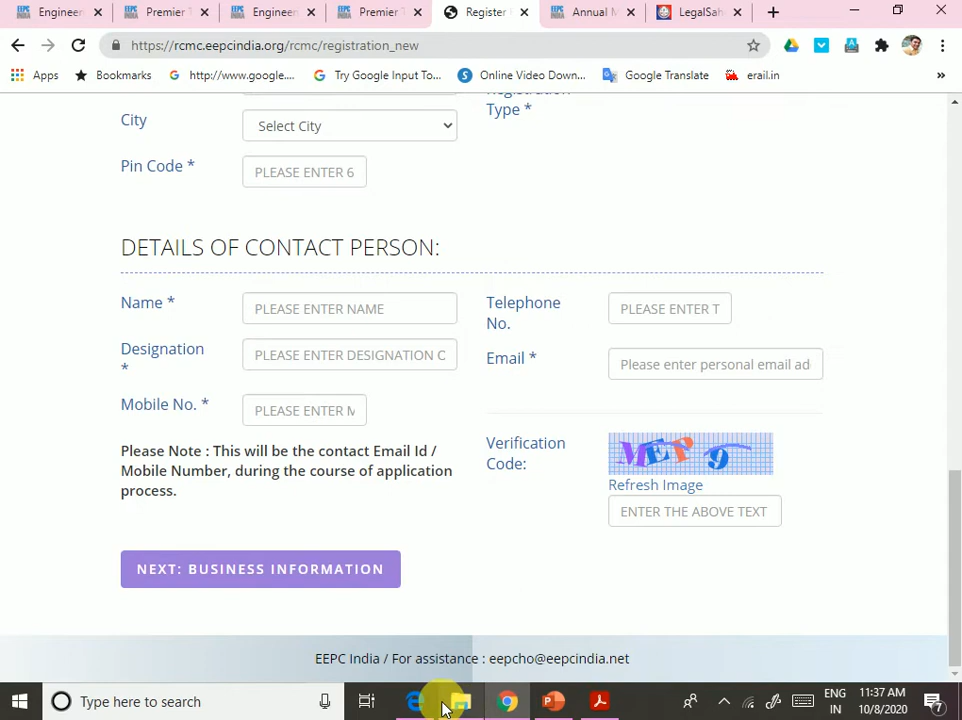 Engineer
Premier T
Engineer
Premier T
Register
Annual M
LegalSah
https://rcmc.eepcindia.org/rcmc/registration_new
Apps
Bookmarks
http://www.google....
Try Google Input To...
Online Video Down...
Google Translate
erail.in
»
Type *
City
Select City
Pin Code *
PLEASE ENTER 6
DETAILS OF CONTACT PERSON:
Name *
PLEASE ENTER NAME
Telephone
No.
PLEASE ENTER T
Designation
*
PLEASE ENTER DESIGNATION O
Email *
Please enter personal email ad
Mobile No. *
PLEASE ENTER M
Please Note : This will be the contact Email Id /
Mobile Number, during the course of application
process.
Verification
Code:
MEP 9
Refresh Image
ENTER THE ABOVE TEXT
NEXT: BUSINESS INFORMATION
EEPC India / For assistance : eepcho@eepcindia.net
Type here to search
ENG
IN
11:37 AM
10/8/2020
7